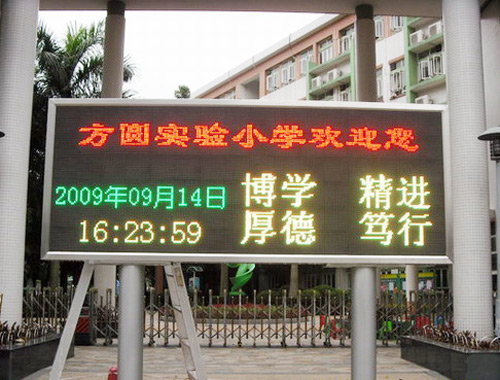 方圆实验小学欢迎您
2009年09月14日 博学 精进
16:23:59 厚德 笃行